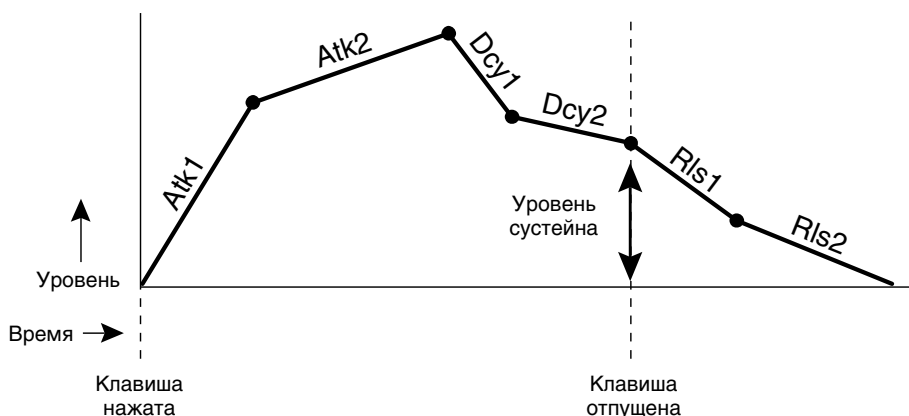 Atk1
Atk2
Dcy1
Dcy2
Rls1
Rls2
Уровень
сустейна
Уровень
Время
Клавиша
нажата
Клавиша
отпущена